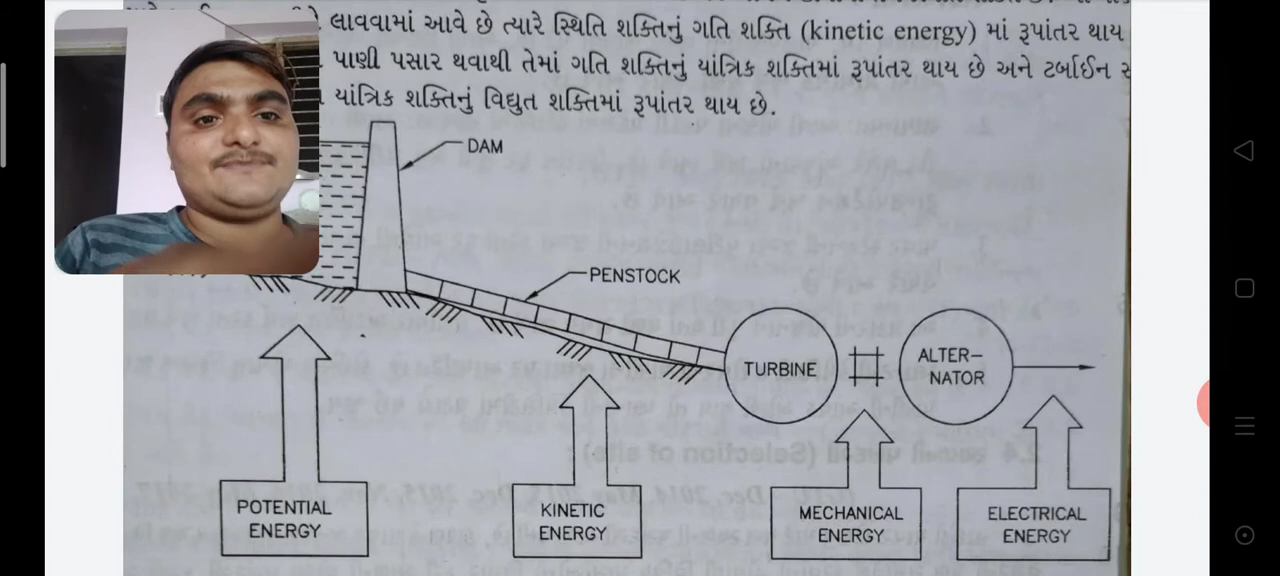 લાવવામાં આવે છે ત્યારે સ્થિતિ શક્તિનું ગતિ શક્તિ (kinetic energy) માં રૂપાંતર થાય
પાણી પસાર થવાથી તેમાં ગતિ શક્તિનું યાંત્રિક શક્તિમાં રૂપાંતર થાય છે અને ટર્બાઈન
યાંત્રિક શક્તિનું વિદ્યુત શક્તિમાં રૂપાંતર થાય છે.
DAM
PENSTOCK
TURBINE
ALTER-
NATOR
POTENTIAL
ENERGY
KINETIC
ENERGY
MECHANICAL
ENERGY
ELECTRICAL
ENERGY